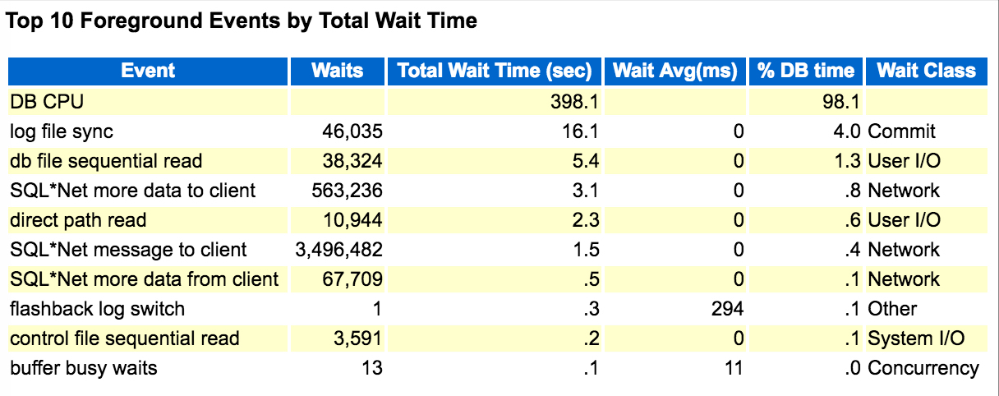 Top 10 Foreground Events by Total Wait Time
Event Waits Total Wait Time (sec) Wait Avg(ms) % DB time Wait Class
DB CPU 398.1 98.1
log file sync 46,035 16.1 0 4.0 Commit
db file sequential read 38,324 5.4 0 1.3 User I/O
SQL*Net more data to client 563,236 3.1 0 .8 Network
direct path read 10,944 2.3 0 .6 User I/O
SQL*Net message to client 3,496,482 1.5 0 .4 Network
SQL*Net more data from client 67,709 .5 0 .1 Network
flashback log switch 1 .3 294 .1 Other
control file sequential read 3,591 .2 0 .1 System I/O
buffer busy waits 13 .1 11 .0 Concurrency